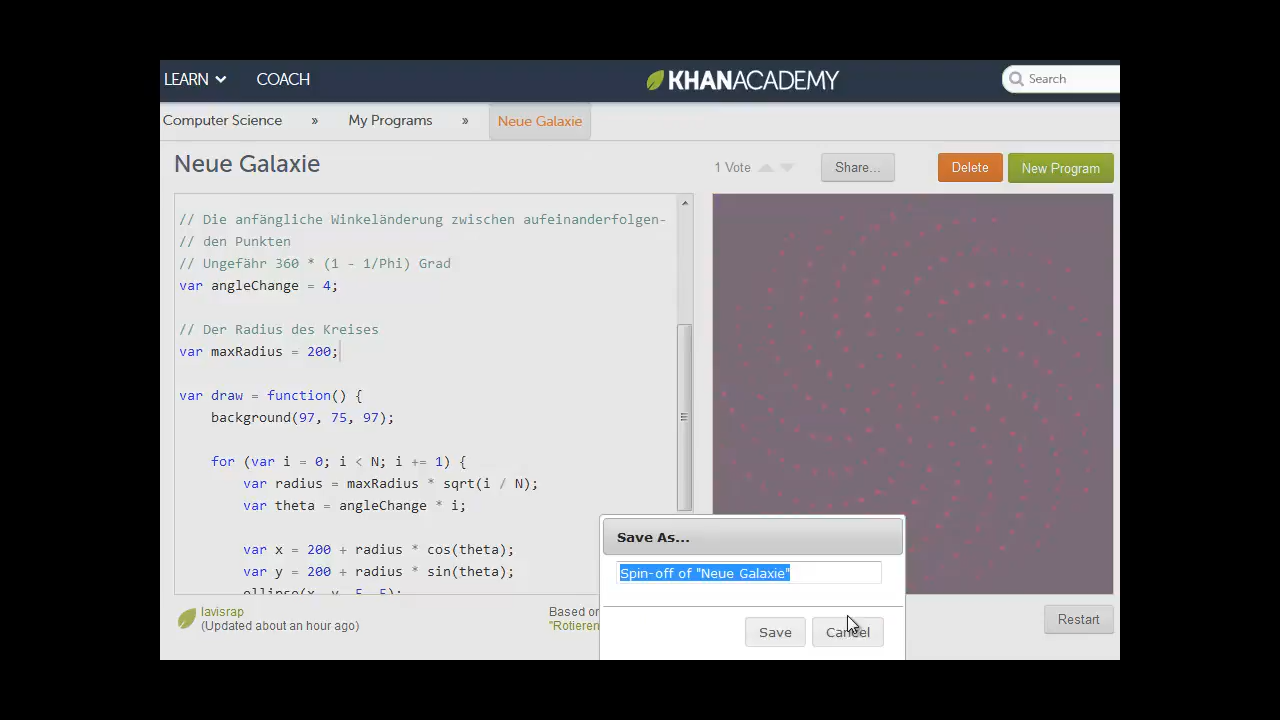 LEARN COACH KHANACADEMY Search
Computer Science » My Programs » Neue Galaxie
Neue Galaxie
1 Vote Share... Delete New Program
// Die anfängliche Winkeländerung zwischen aufeinanderfolgen-
// den Punkten
// Ungefähr 360 * (1 - 1/Phi) Grad
var angleChange = 4;
// Der Radius des Kreises
var maxRadius = 200;
var draw = function() {
background(97, 75, 97);
for (var i = 0; i < N; i += 1) {
var radius = maxRadius * sqrt(i / N);
var theta = angleChange * i;
var x = 200 + radius * cos(theta);
var y = 200 + radius * sin(theta);
ellipse(x, y, 5, 5);
Save As...
Spin-off of "Neue Galaxie"
Save Cancel
lavisrap
(Updated about an hour ago)
Based on
"Rotieren
Restart